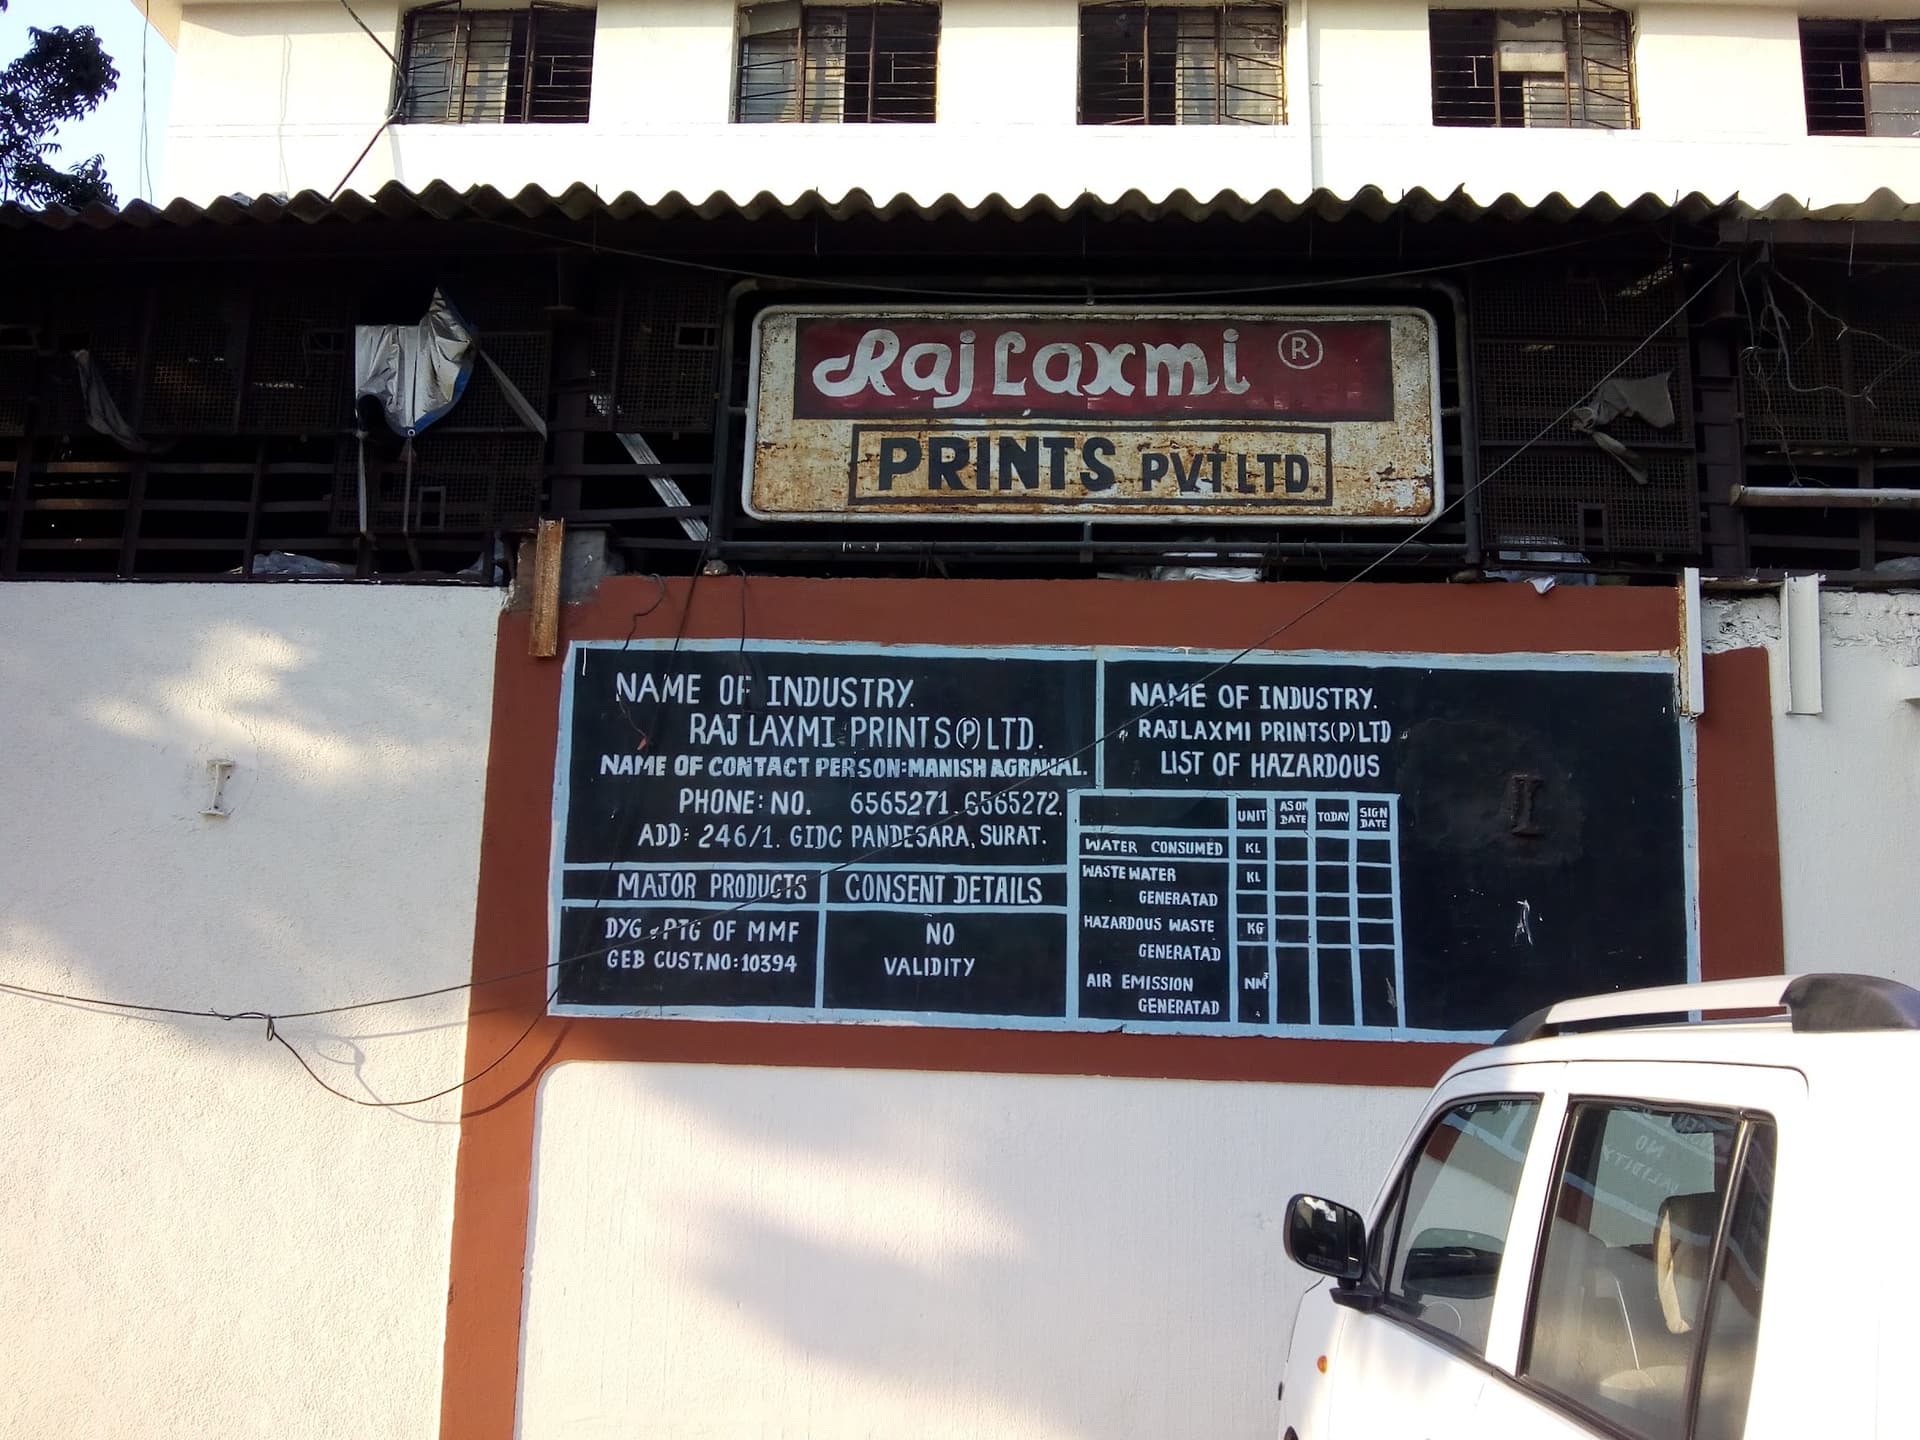 Raj Laxmi ®
PRINTS PVT LTD.
NAME OF INDUSTRY.
RAJ LAXMI PRINTS(P)LTD.
NAME OF CONTACT PERSON:MANISH AGRAWAL.
PHONE: NO. 6565271. 6565272.
ADD: 246/1. GIDC PANDESARA, SURAT.
MAJOR PRODUCTS
DYG & PTG OF MMF
GEB CUST.NO:10394
CONSENT DETAILS
NO
VALIDITY
NAME OF INDUSTRY.
RAJLAXMI PRINTS(P)LTD
LIST OF HAZARDOUS
UNIT AS ON DATE TODAY SIGN DATE
WATER CONSUMED KL
WASTE WATER KL
GENERATAD
HAZARDOUS WASTE KG
GENERATAD
AIR EMISSION NM³
GENERATAD